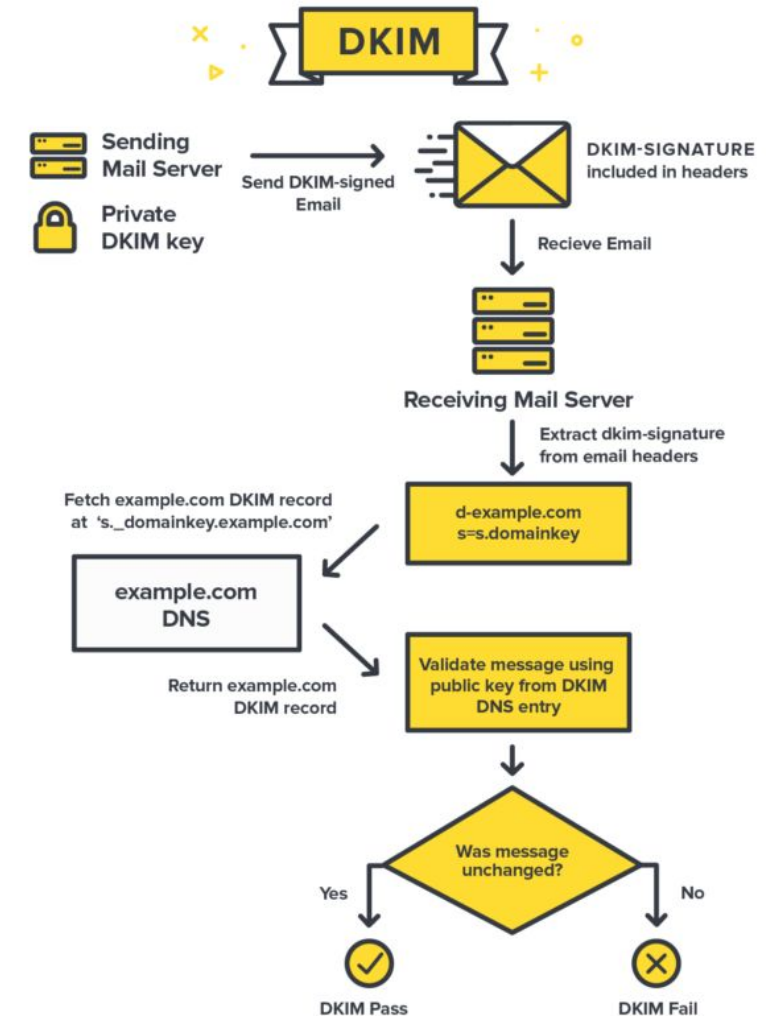 DKIM
Sending
Mail Server
Send DKIM-signed
Email
DKIM-SIGNATURE
included in headers
Private
DKIM key
Recieve Email
Receiving Mail Server
Extract dkim-signature
from email headers
d-example.com
s=s.domainkey
Fetch example.com DKIM record
at 's._domainkey.example.com'
example.com
DNS
Return example.com
DKIM record
Validate message using
public key from DKIM
DNS entry
Was message
unchanged?
Yes
No
DKIM Pass
DKIM Fail